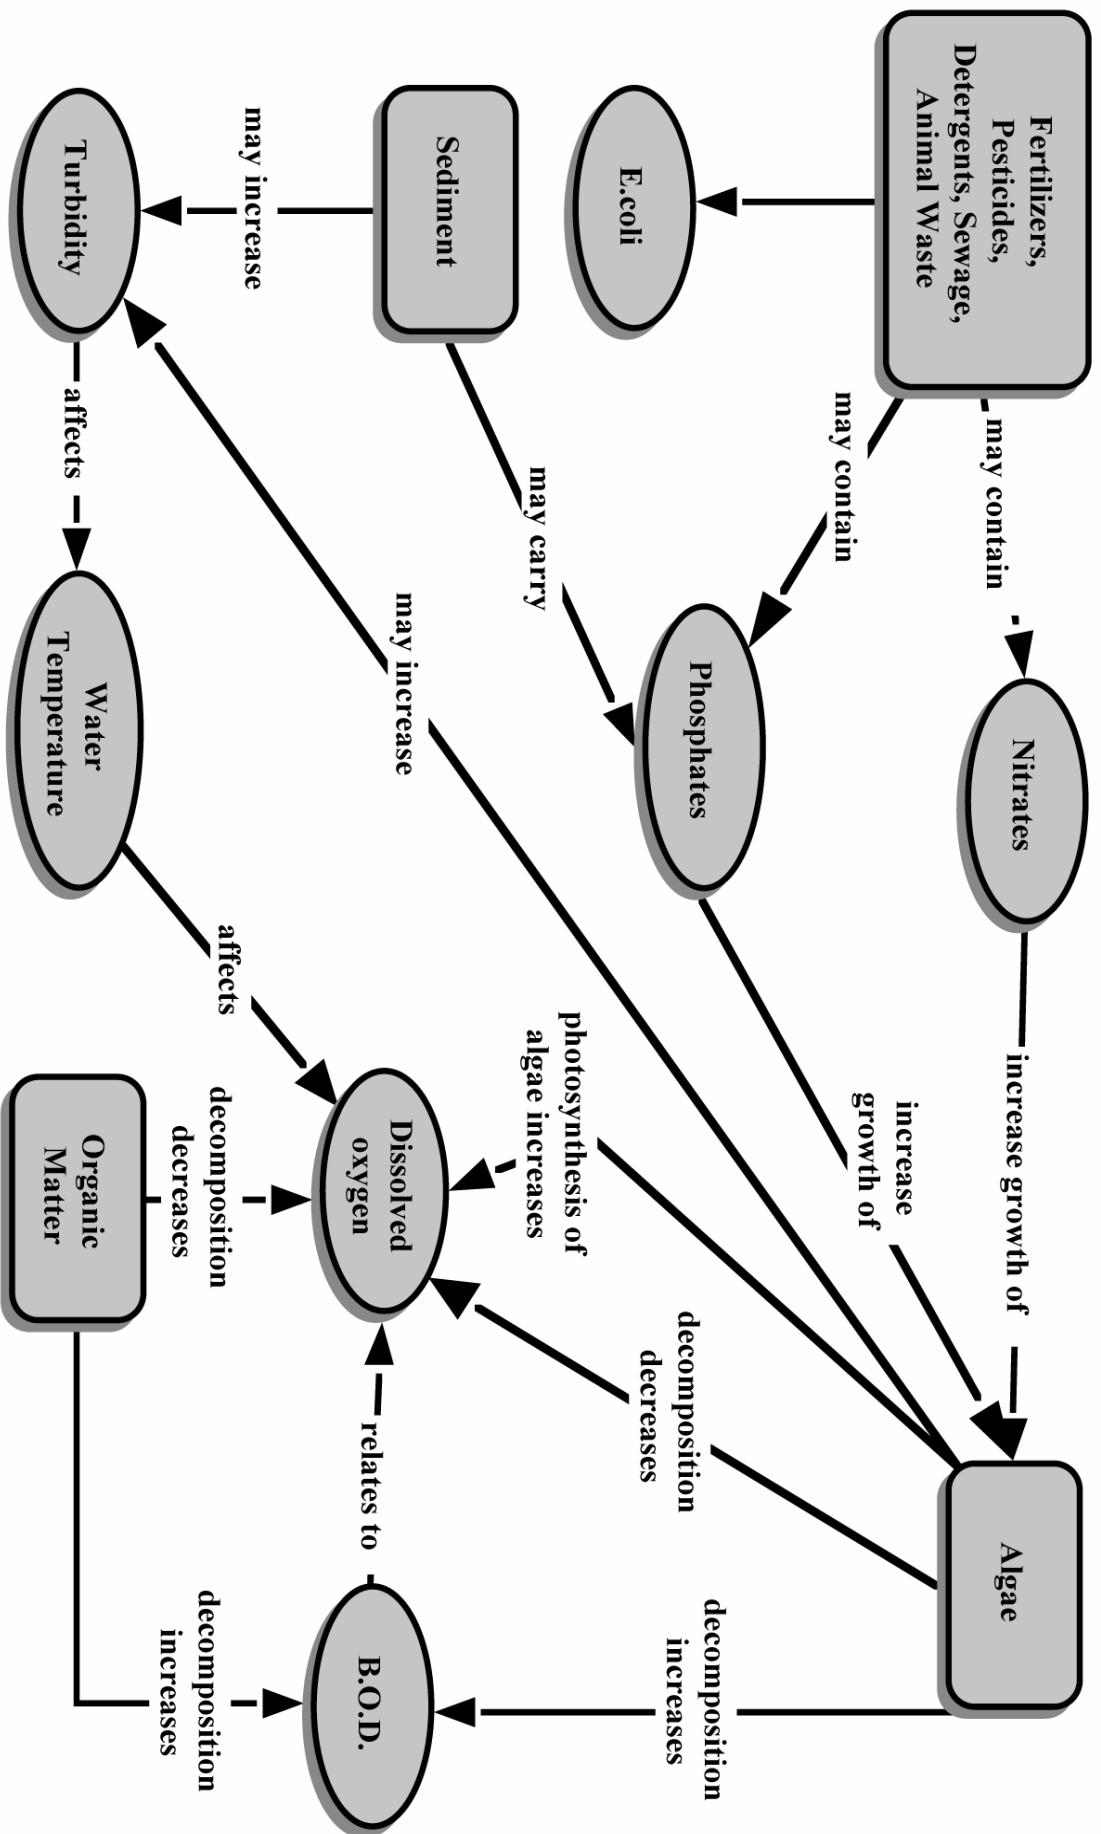 Fertilizers,
Pesticides,
Detergents, Sewage,
Animal Waste
may contain
Nitrates
increase growth of
Algae
may contain
Phosphates
increase
growth of
E.coli
may carry
Sediment
may increase
photosynthesis of
algae increases
decomposition
decreases
decomposition
increases
may increase
Turbidity
affects
Water
Temperature
affects
Dissolved
oxygen
relates to
B.O.D.
decomposition
decreases
Organic
Matter
decomposition
increases